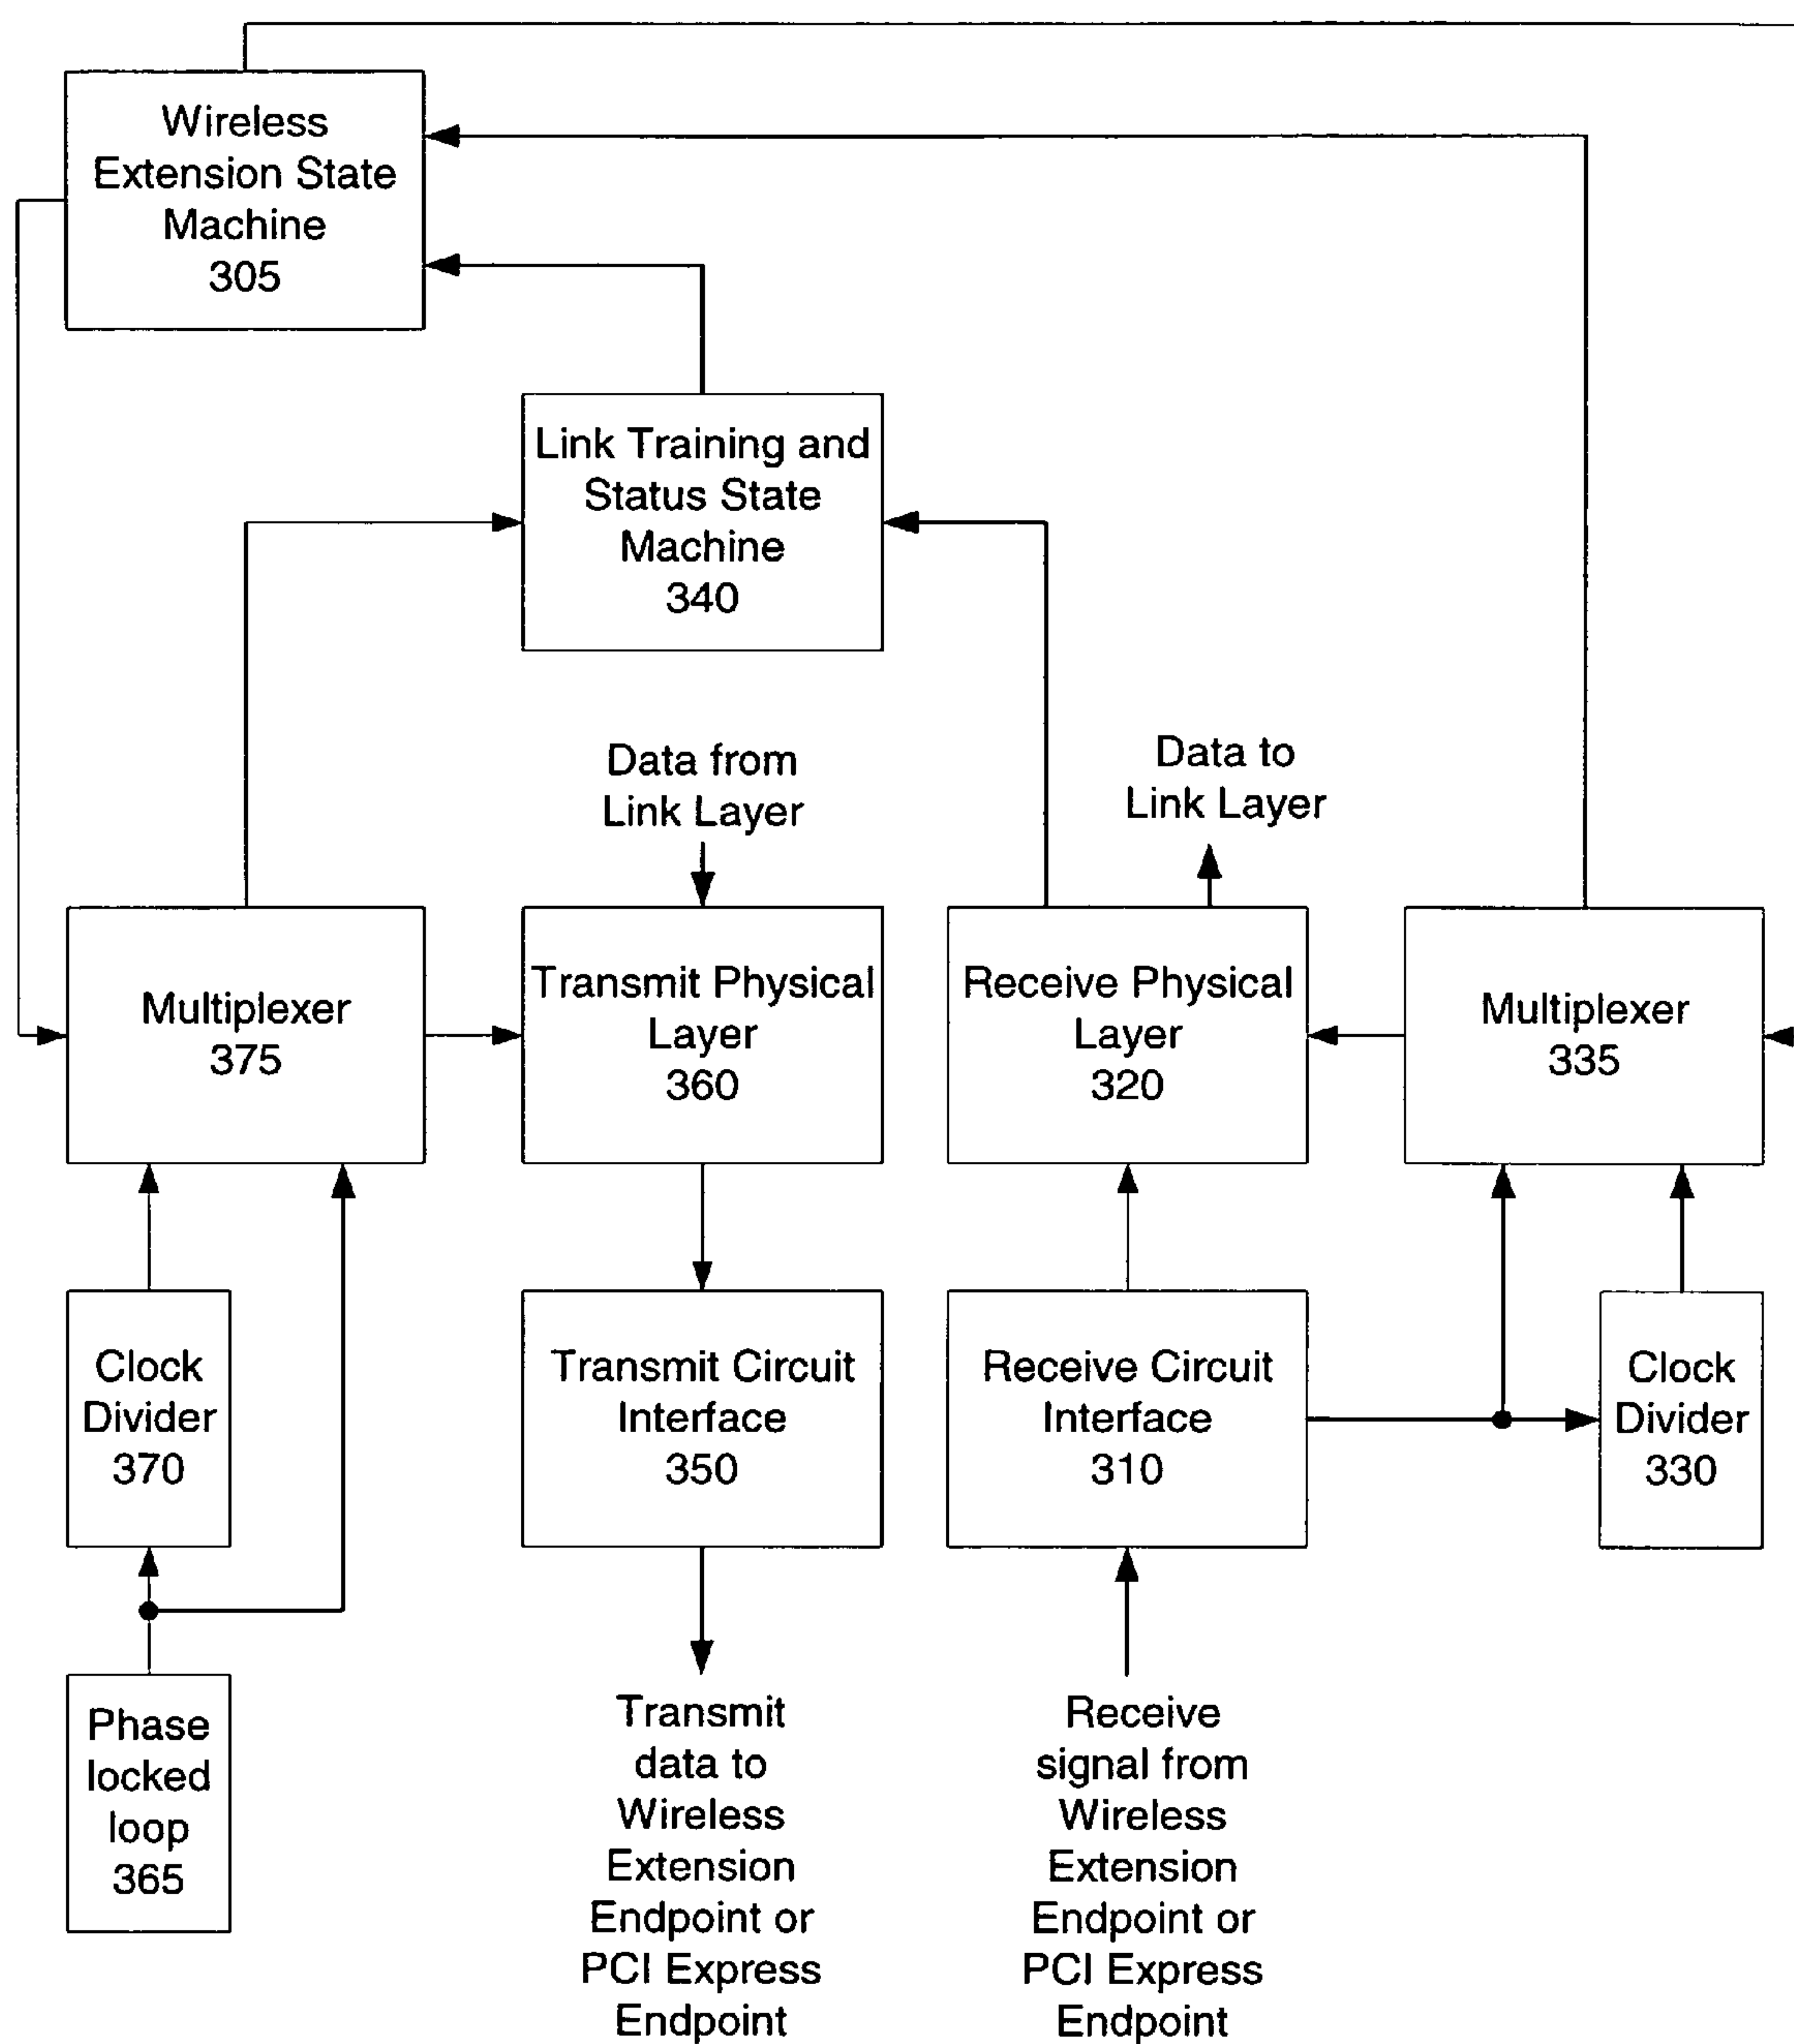 Wireless
Extension State
Machine
305
Link Training and
Status State
Machine
340
Data from
Link Layer
Data to
Link Layer
Multiplexer
375
Transmit Physical
Layer
360
Receive Physical
Layer
320
Multiplexer
335
Clock
Divider
370
Transmit Circuit
Interface
350
Receive Circuit
Interface
310
Clock
Divider
330
Phase
locked
loop
365
Transmit
data to
Wireless
Extension
Endpoint or
PCI Express
Endpoint
Receive
signal from
Wireless
Extension
Endpoint or
PCI Express
Endpoint